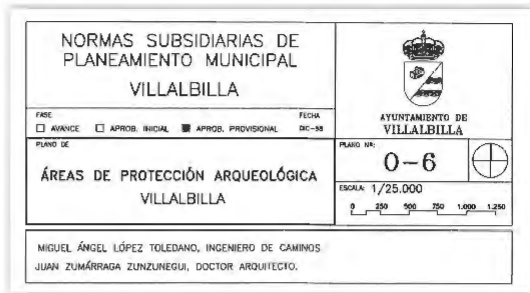 NORMAS SUBSIDIARIAS DE
PLANEAMIENTO MUNICIPAL
VILLALBILLA
FASE
FECHA
AVANCE APROB. INICIAL APROB. PROVISIONAL
AYUNTAMIENTO DE
VILLALBILLA
PLANO DE
ÁREAS DE PROTECCIÓN ARQUEOLÓGICA
VILLALBILLA
PLANO Nº:
0-6
ESCALA: 1/25.000
0 250 500 750 1.000 1.250
MIGUEL ÁNGEL LÓPEZ TOLEDANO, INGENIERO DE CAMINOS
JUAN ZUMÁRRAGA ZUNZUNEGUI, DOCTOR ARQUITECTO.